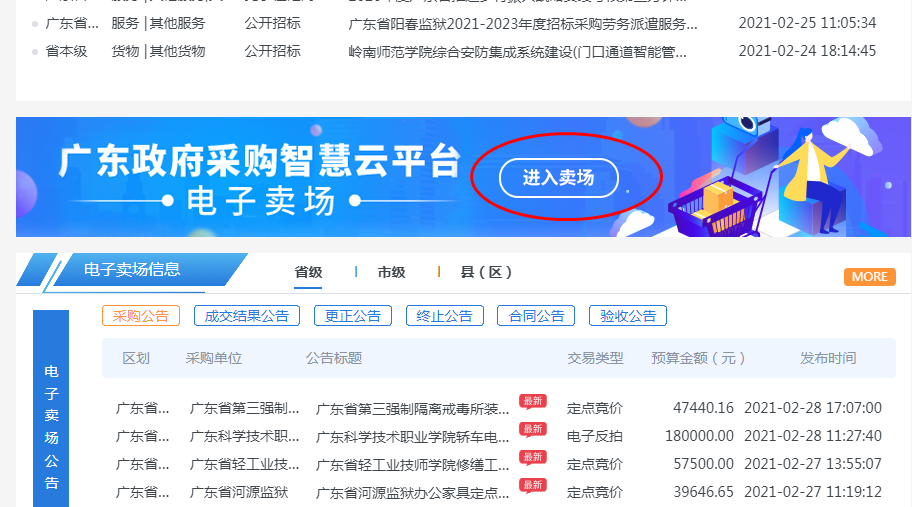 广东省... 服务 |其他服务 公开招标 广东省阳春监狱2021-2023年度招标采购劳务派遣服务... 2021-02-25 11:05:34
省本级 货物 |其他货物 公开招标 岭南师范学院综合安防集成系统建设(门口通道智能管... 2021-02-24 18:14:45
广东政府采购智慧云平台
电子卖场
进入卖场
电子卖场信息 省级 市级 县（区） MORE
采购公告 成交结果公告 更正公告 终止公告 合同公告 验收公告
区划 采购单位 公告标题 交易类型 预算金额（元） 发布时间
电子卖场公告
广东省... 广东省第三强制... 广东省第三强制隔离戒毒所装... 最新 定点竞价 47440.16 2021-02-28 17:07:00
广东省... 广东科学技术职... 广东科学技术职业学院轿车电... 最新 电子反拍 180000.00 2021-02-28 11:27:40
广东省... 广东省轻工业技... 广东省轻工业技师学院修缮工... 最新 定点竞价 57500.00 2021-02-27 13:55:07
广东省... 广东省河源监狱 广东省河源监狱办公家具定点... 最新 定点竞价 39646.65 2021-02-27 11:19:12